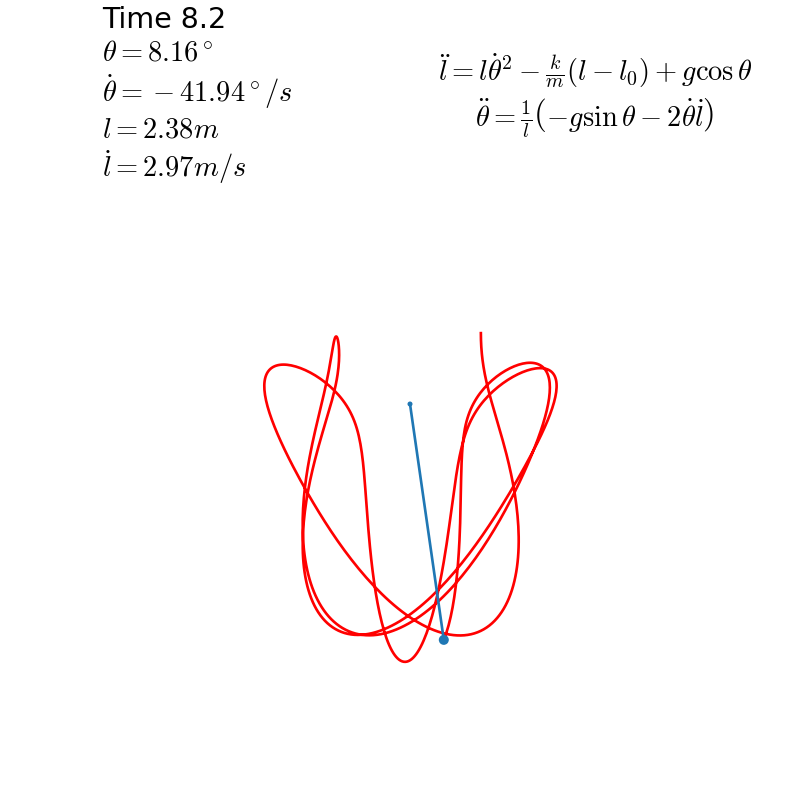 Time 8.2
θ = 8.16°
θ̇ = −41.94°/s
l = 2.38m
l̇ = 2.97m/s
l̈ = lθ̇² − k/m(l − l₀) + g cos θ
θ̈ = 1/l(−g sin θ − 2θ̇l̇)